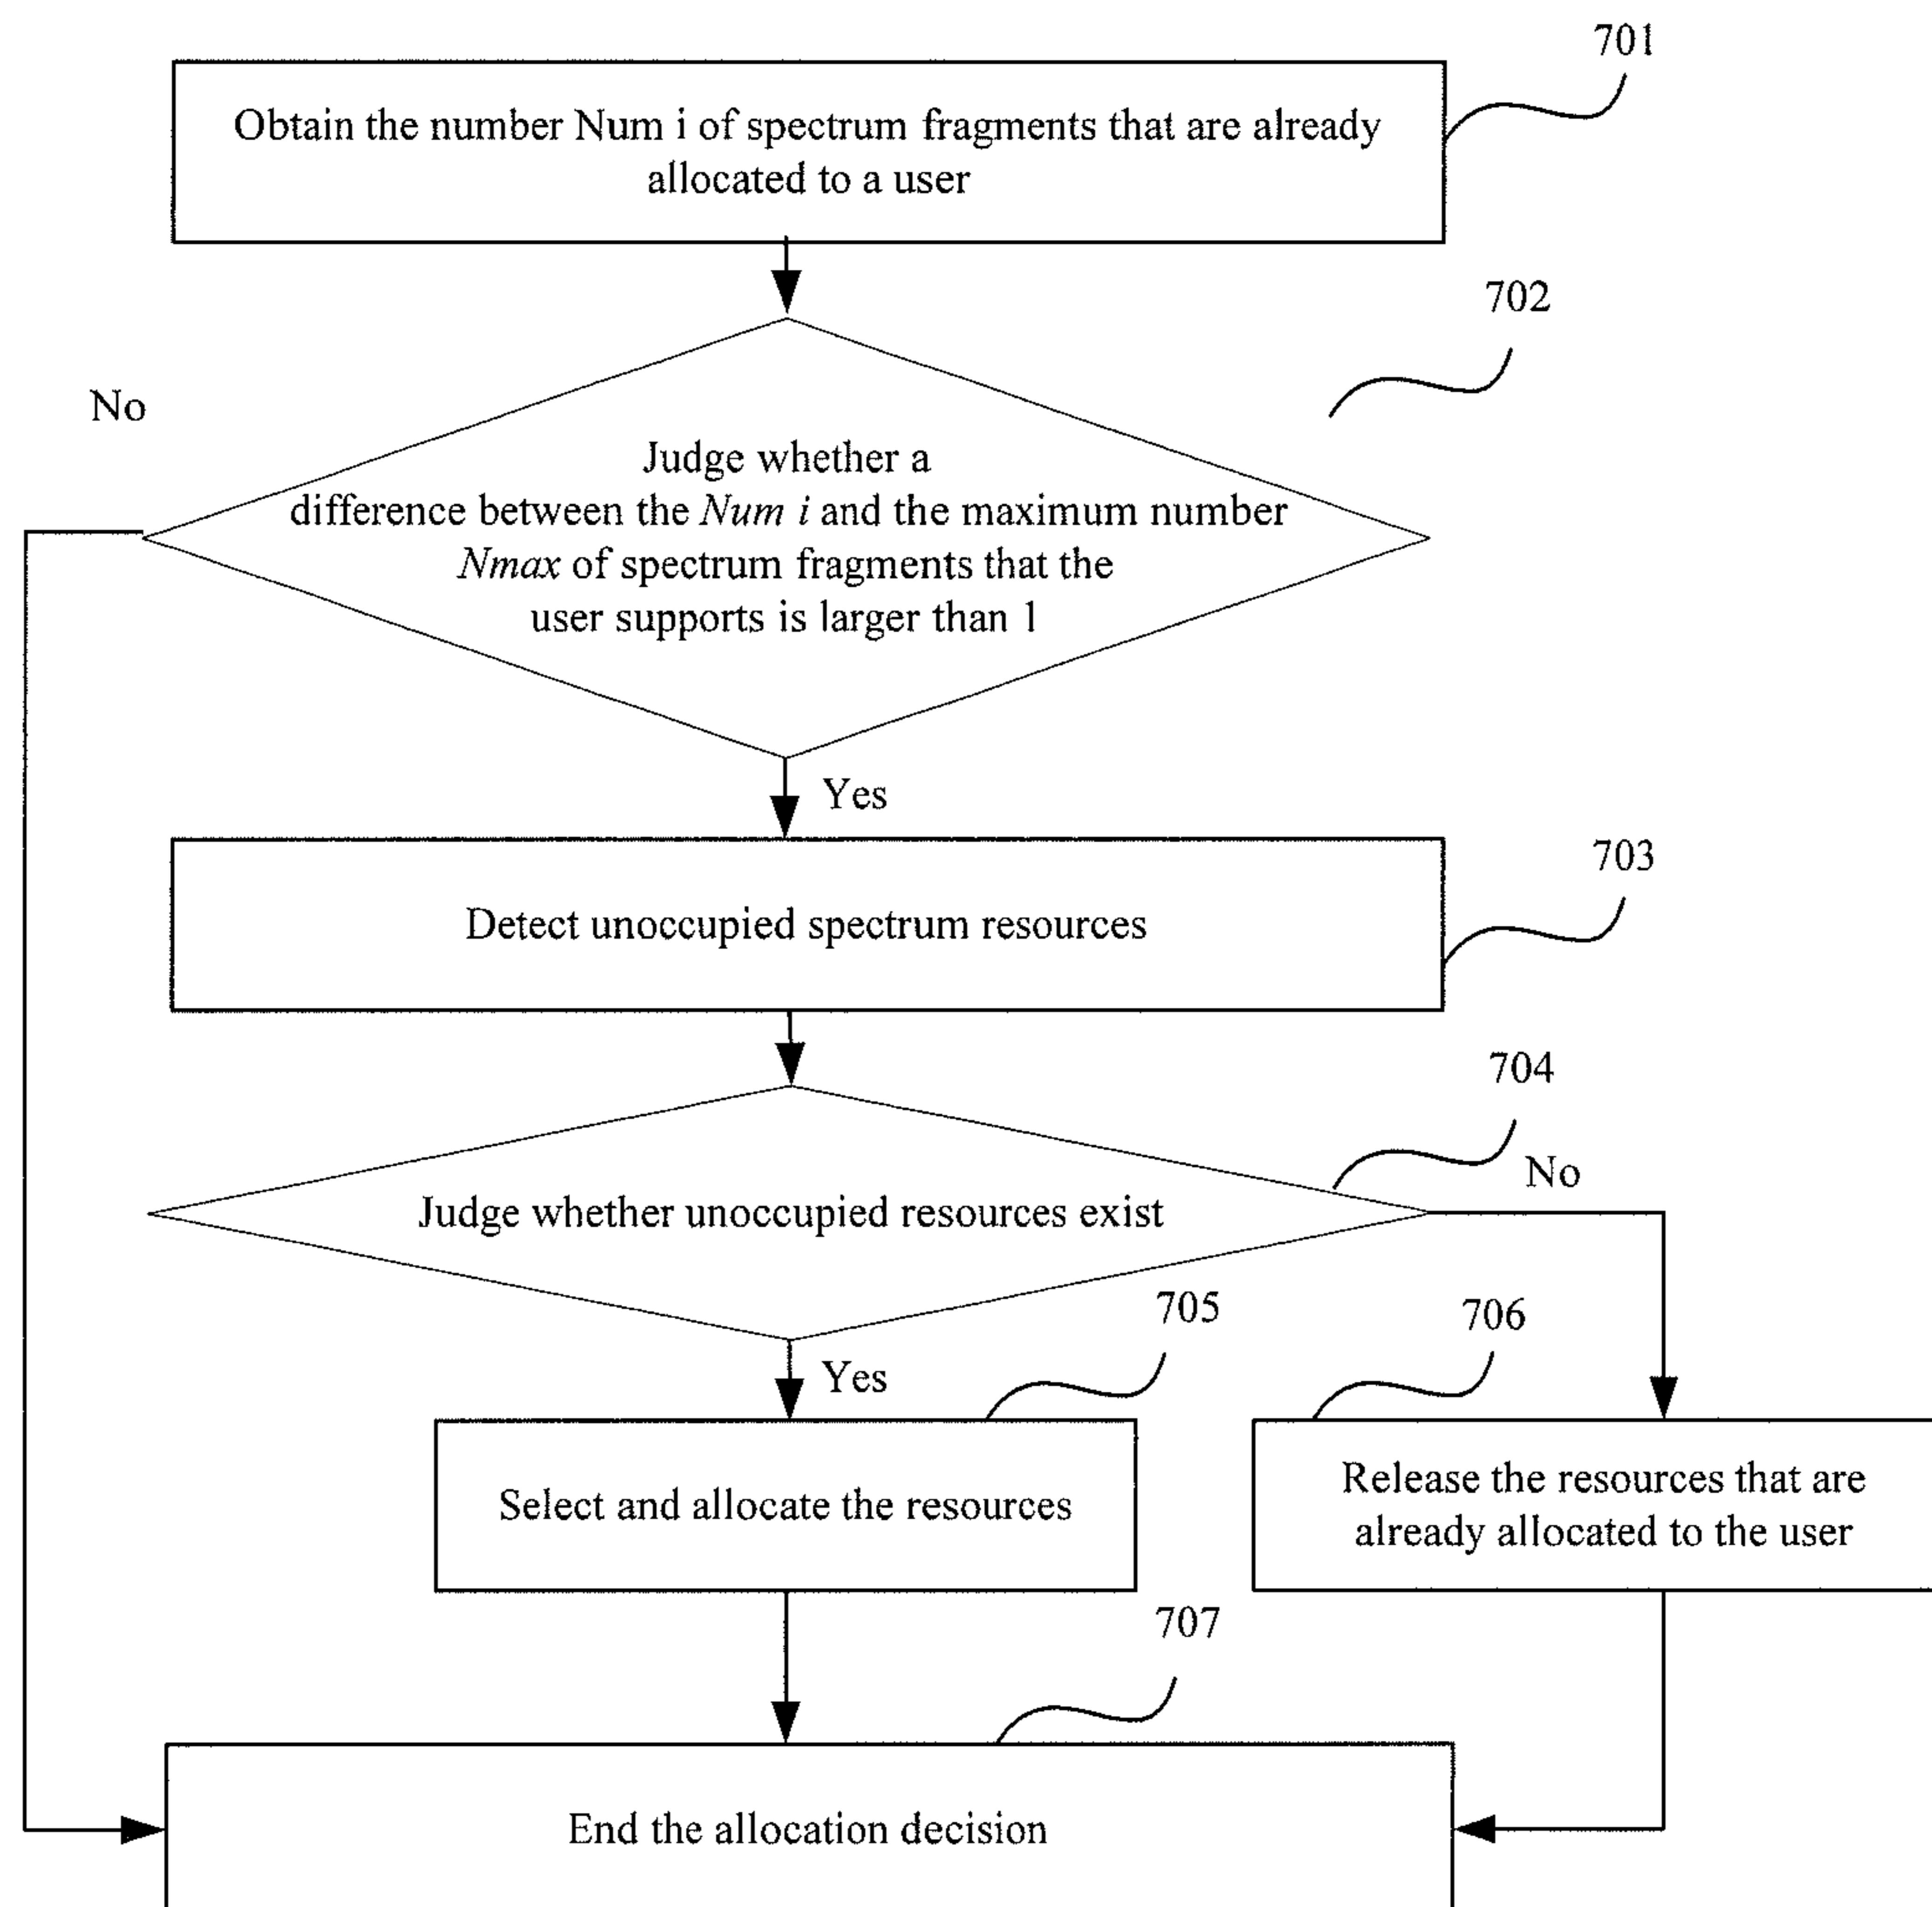 701
Obtain the number Num i of spectrum fragments that are already
allocated to a user
702
No
Judge whether a
difference between the Num i and the maximum number
Nmax of spectrum fragments that the
user supports is larger than 1
Yes
703
Detect unoccupied spectrum resources
704
No
Judge whether unoccupied resources exist
705
706
Yes
Select and allocate the resources
Release the resources that are
already allocated to the user
707
End the allocation decision